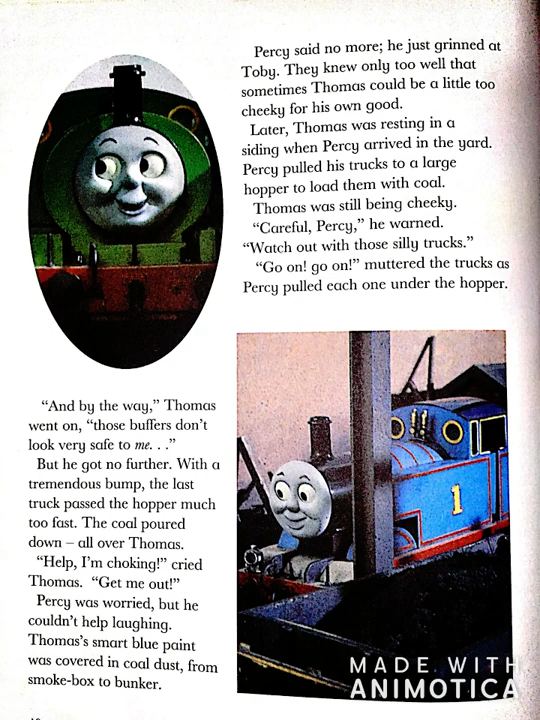 Percy said no more; he just grinned at
Toby. They knew only too well that
sometimes Thomas could be a little too
cheeky for his own good.
Later, Thomas was resting in a
siding when Percy arrived in the yard.
Percy pulled his trucks to a large
hopper to load them with coal.
Thomas was still being cheeky.
“Careful, Percy,” he warned.
“Watch out with those silly trucks.”
“Go on! go on!” muttered the trucks as
Percy pulled each one under the hopper.
“And by the way,” Thomas
went on, “those buffers don’t
look very safe to me. . .”
But he got no further. With a
tremendous bump, the last
truck passed the hopper much
too fast. The coal poured
down – all over Thomas.
“Help, I’m choking!” cried
Thomas. “Get me out!”
Percy was worried, but he
couldn’t help laughing.
Thomas’s smart blue paint
was covered in coal dust, from
smoke-box to bunker.
1
MADE WITH
ANIMOTICA